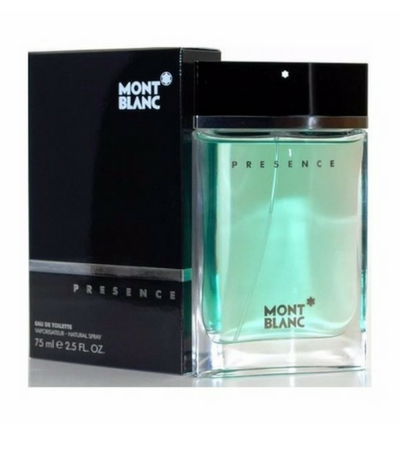 MONT
BLANC
PRESENCE
EAU DE TOILETTE
VAPORISATEUR - NATURAL SPRAY
75 ml e 2.5 FL. OZ.
PRESENCE
MONT
BLANC